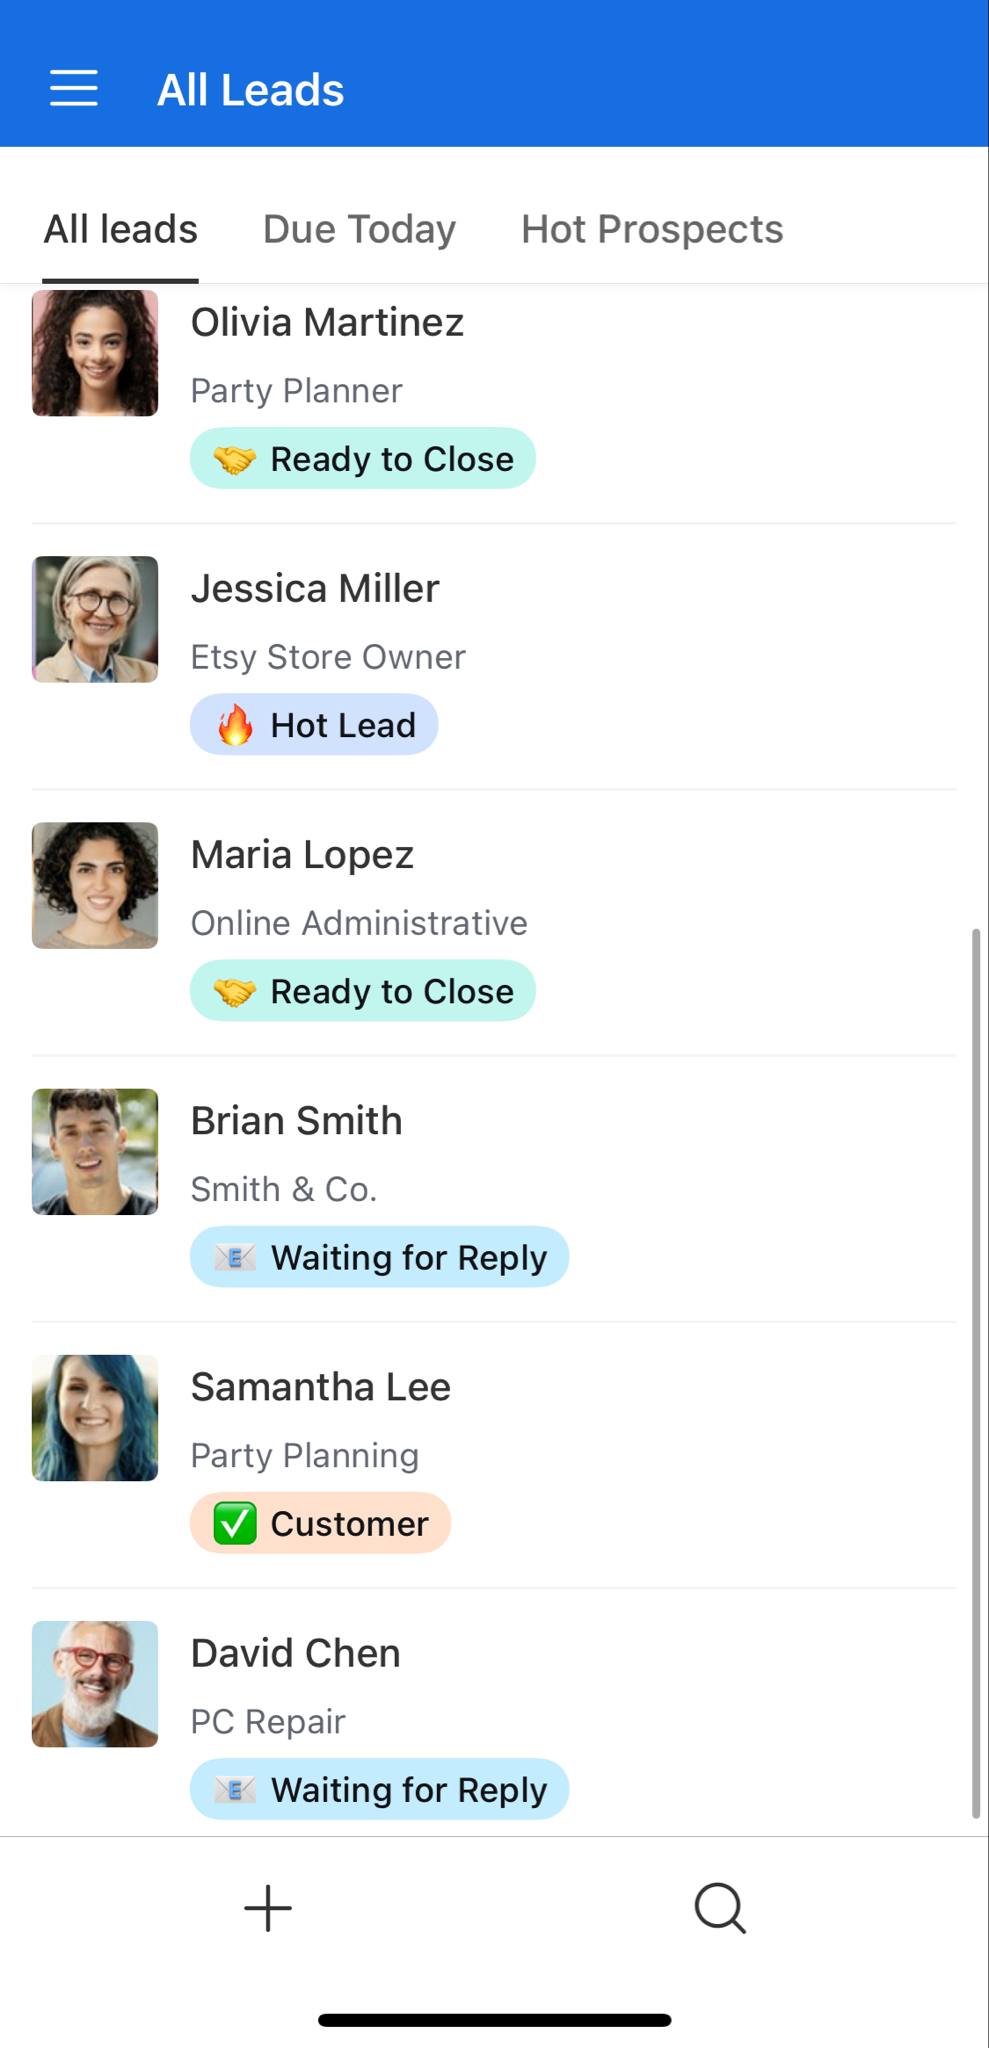 All Leads
All leads Due Today Hot Prospects
Olivia Martinez
Party Planner
🤝 Ready to Close
Jessica Miller
Etsy Store Owner
🔥 Hot Lead
Maria Lopez
Online Administrative
🤝 Ready to Close
Brian Smith
Smith & Co.
📧 Waiting for Reply
Samantha Lee
Party Planning
✅ Customer
David Chen
PC Repair
📧 Waiting for Reply